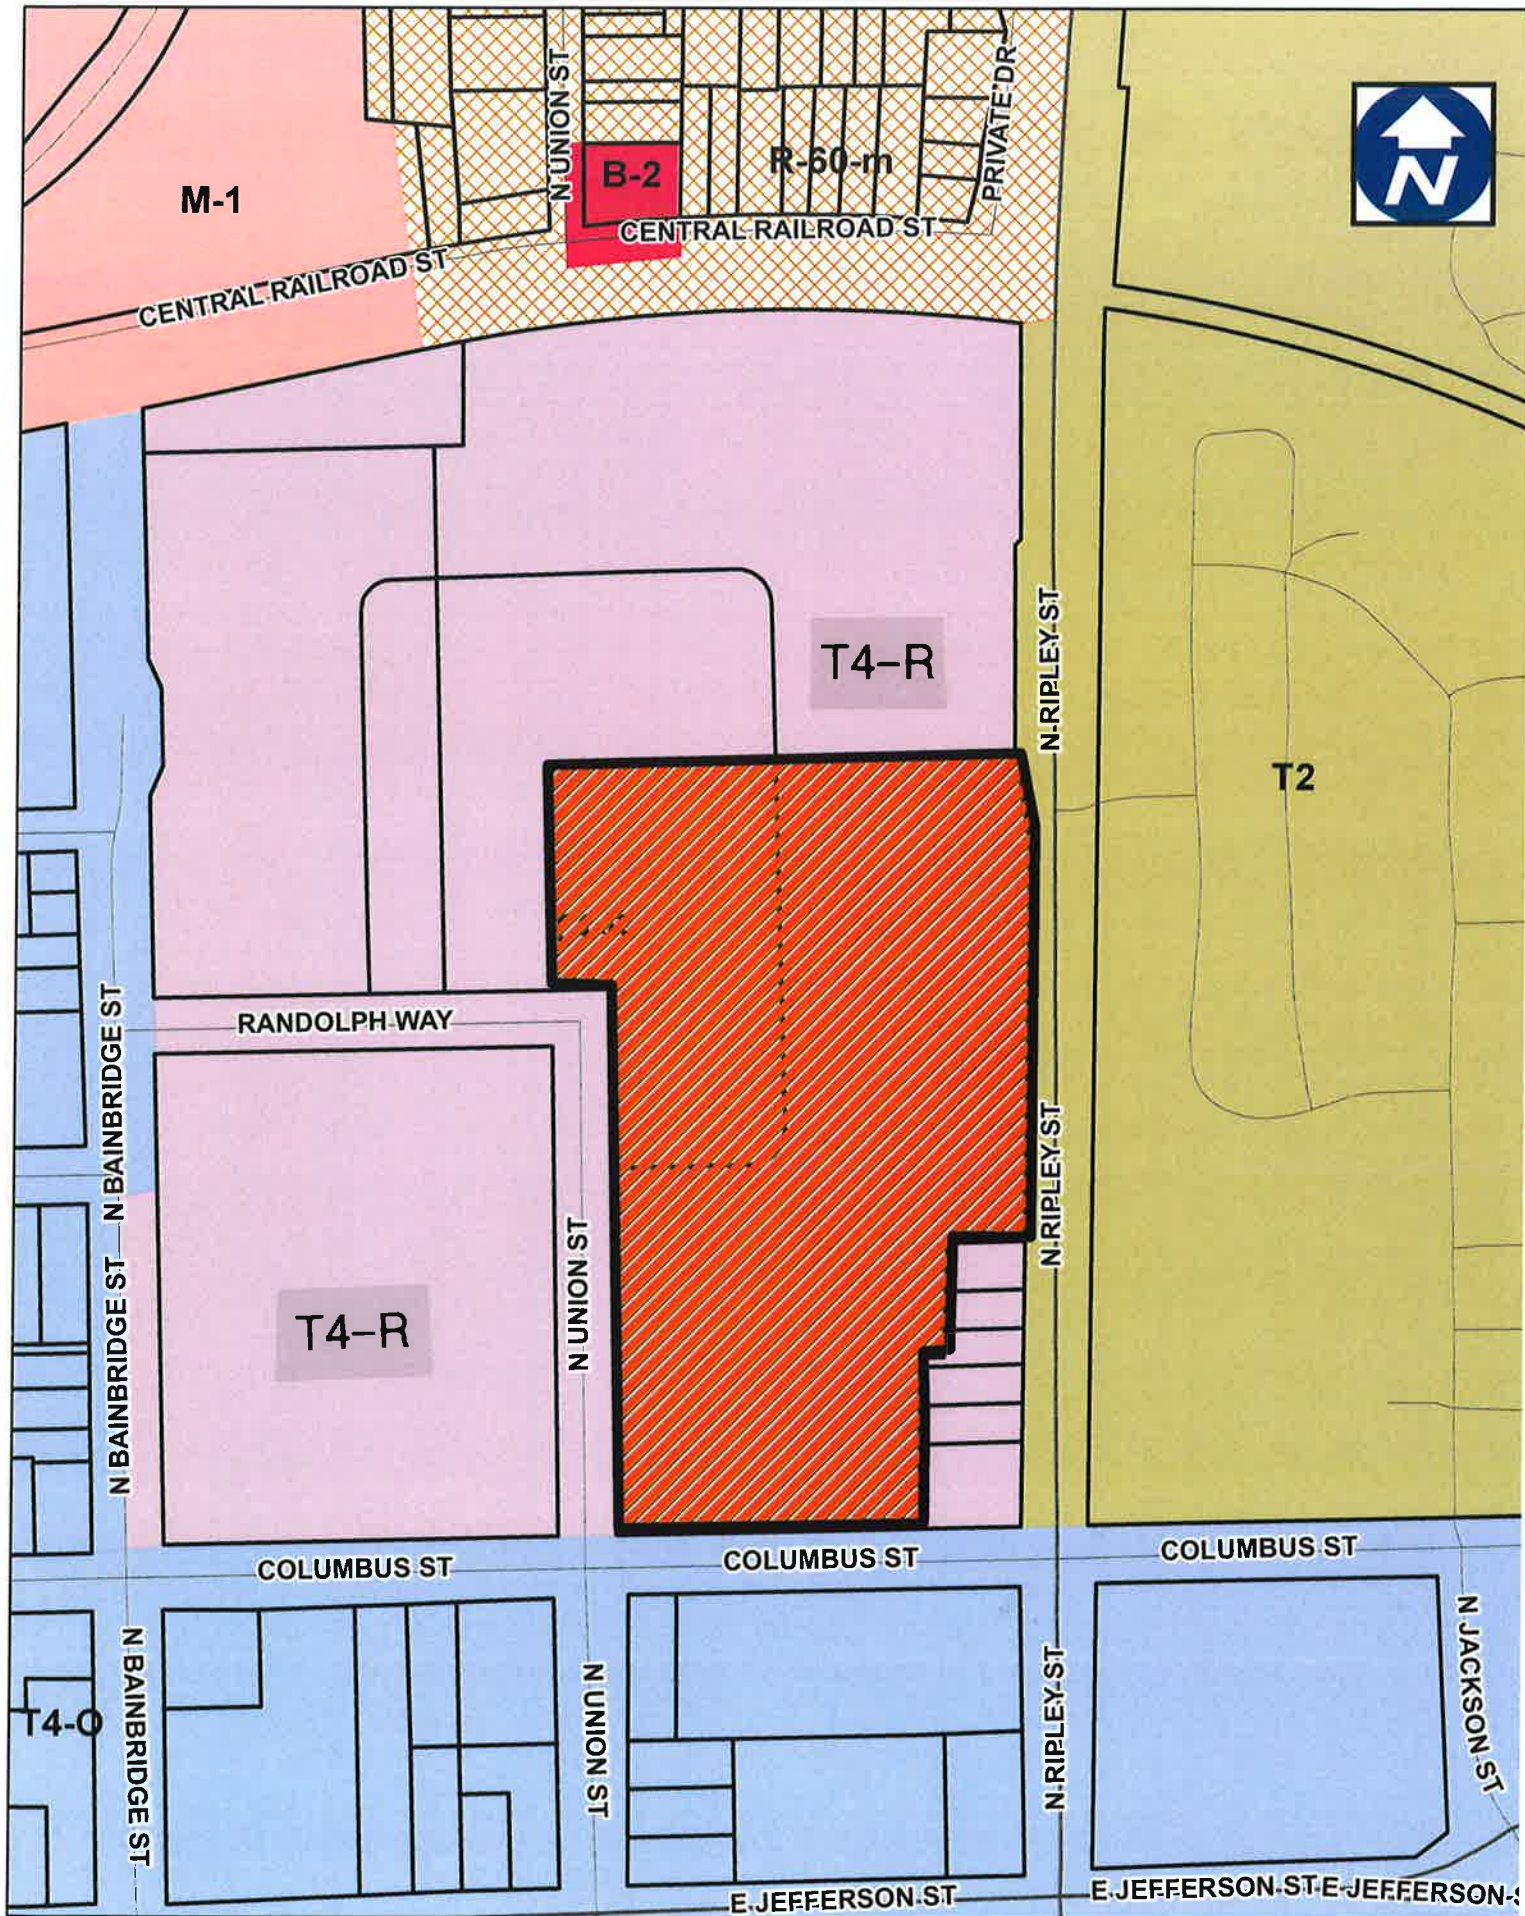 N UNION ST
PRIVATE DR
B-2
R-60-m
M-1
N
CENTRAL RAILROAD ST
CENTRAL RAILROAD ST
T4-R
N RIPLEY ST
T2
RANDOLPH WAY
N BAINBRIDGE ST
N RIPLEY ST
N UNION ST
N BAINBRIDGE ST
T4-R
COLUMBUS ST
COLUMBUS ST
COLUMBUS ST
N BAINBRIDGE ST
N UNION ST
N RIPLEY ST
N JACKSON ST
T4-O
E JEFFERSON ST
E JEFFERSON ST
E JEFFERSON S